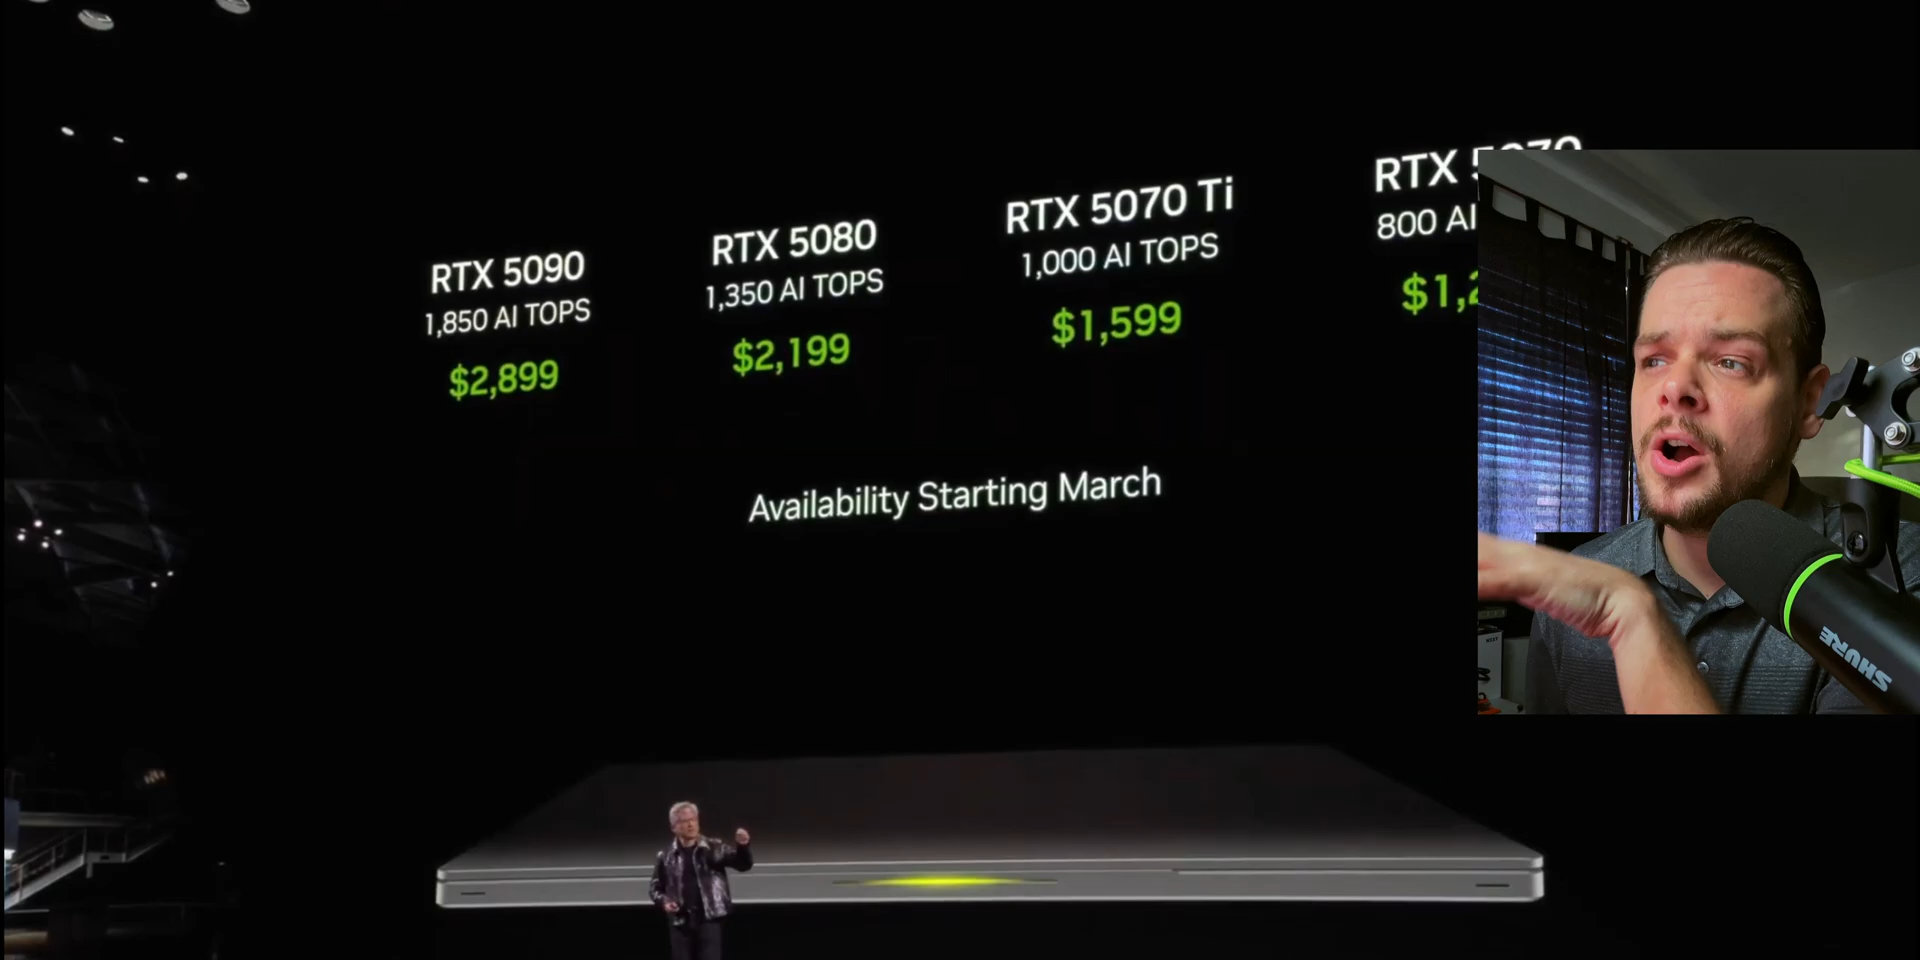 RTX 5090
1,850 AI TOPS
$2,899
RTX 5080
1,350 AI TOPS
$2,199
RTX 5070 Ti
1,000 AI TOPS
$1,599
RTX 5070
800 AI
Availability Starting March
SHURE